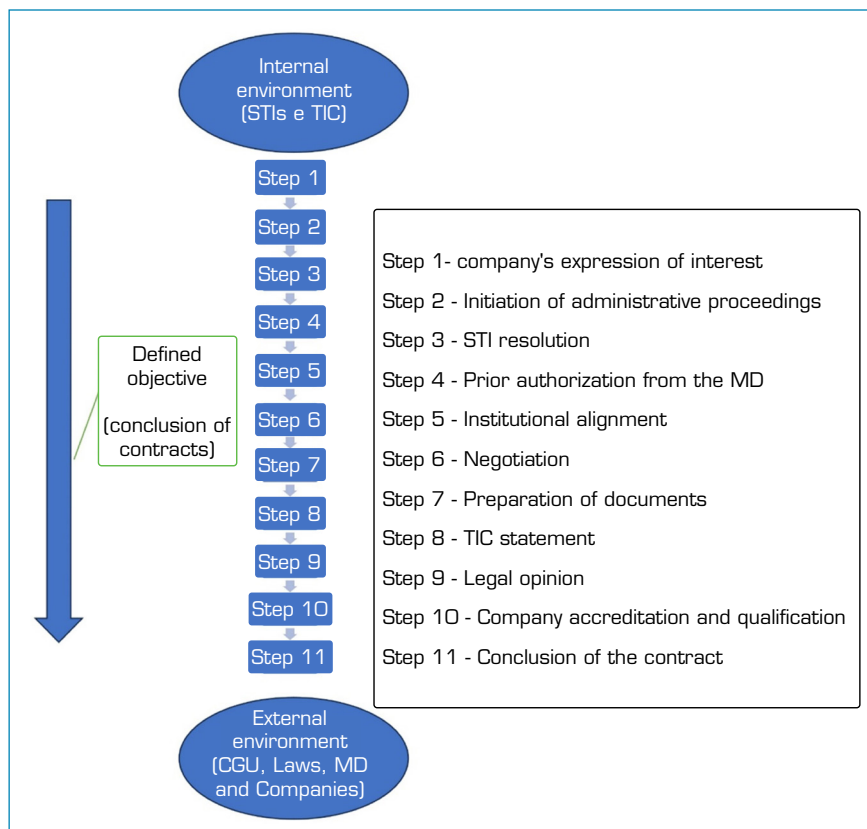 Internal
environment
(STIs e TIC)
Step 1
Step 2
Step 3
Step 4
Step 5
Step 6
Step 7
Step 8
Step 9
Step 10
Step 11
Defined
objective
(conclusion of
contracts)
Step 1- company's expression of interest
Step 2 - Initiation of administrative proceedings
Step 3 - STI resolution
Step 4 - Prior authorization from the MD
Step 5 - Institutional alignment
Step 6 - Negotiation
Step 7 - Preparation of documents
Step 8 - TIC statement
Step 9 - Legal opinion
Step 10 - Company accreditation and qualification
Step 11 - Conclusion of the contract
External
environment
(CGU, Laws, MD
and Companies)